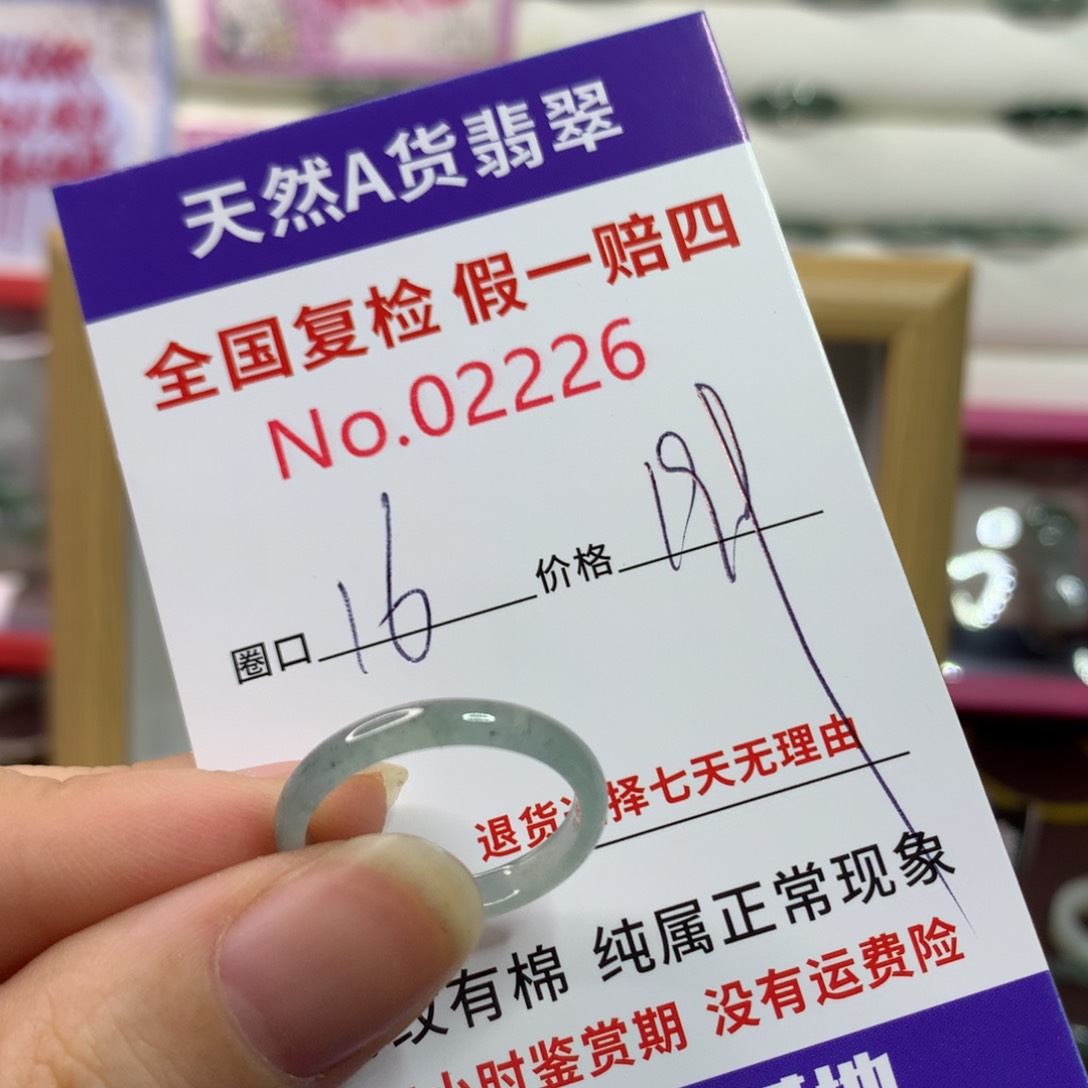 天然A货翡翠
全国复检 假一赔四
No.02226
圈口 16 价格
退货 择七天无理由
纹有棉 纯属正常现象
小时鉴赏期 没有运费险